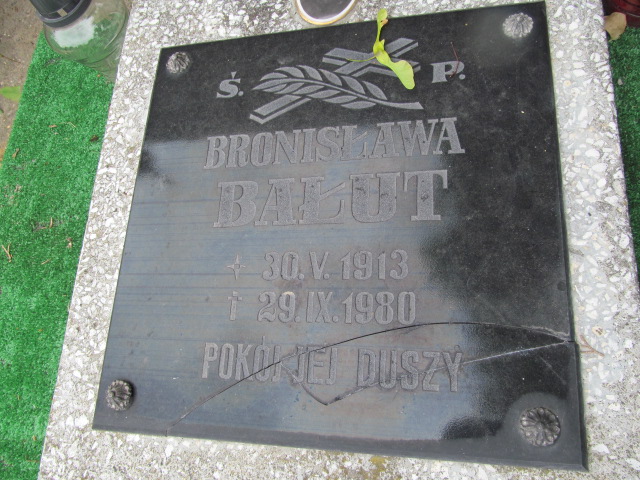 Ś. P.
BRONISŁAWA
BAŁUT
* 30.V.1913
† 29.IX.1980
POKÓJ JEJ DUSZY